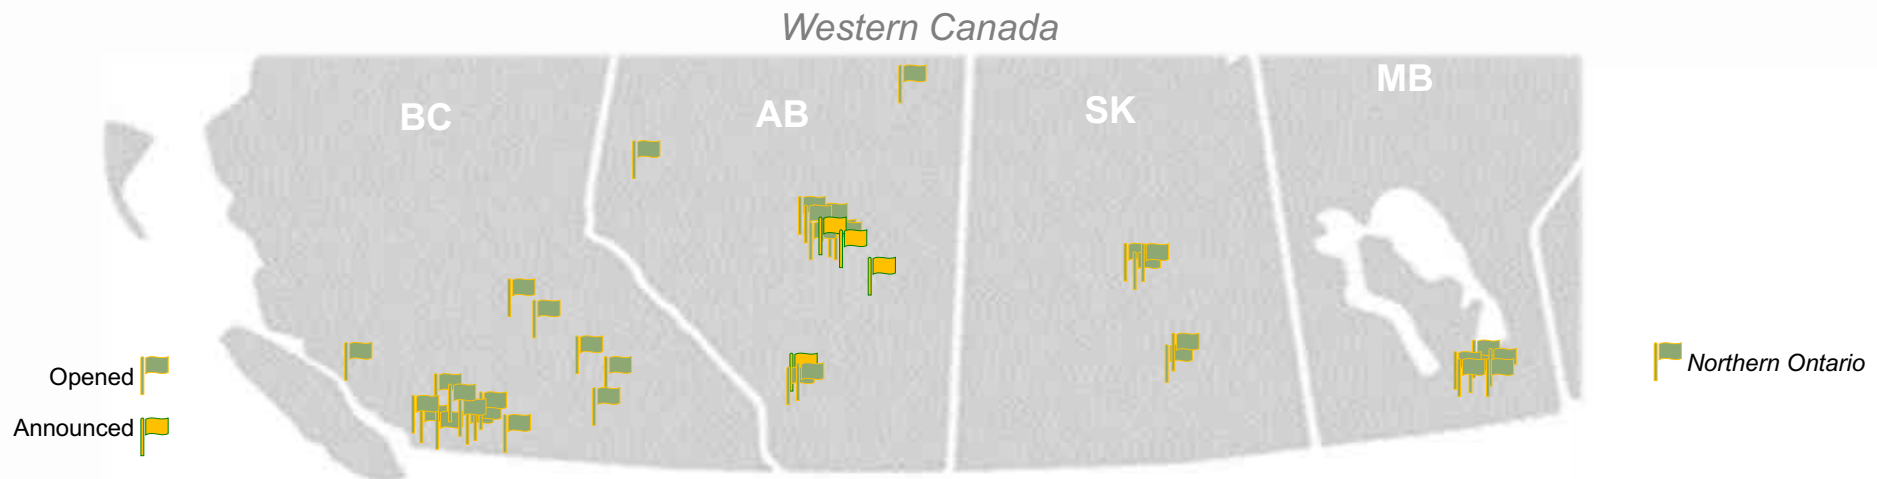 Western Canada
BC
AB
SK
MB
Opened
Announced
Northern Ontario